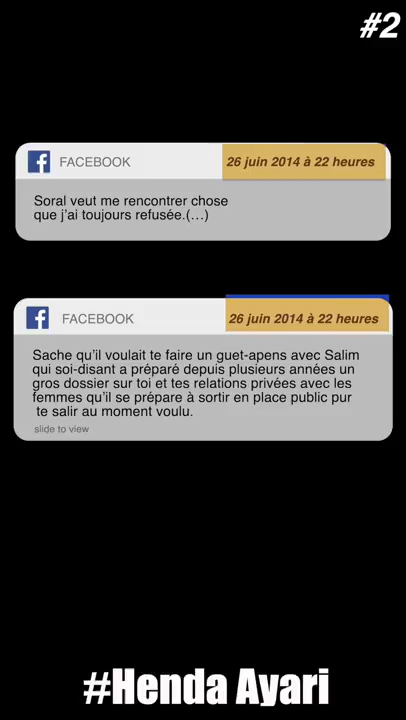 #2
FACEBOOK
26 juin 2014 à 22 heures
Soral veut me rencontrer chose
que j'ai toujours refusée.(...)
FACEBOOK
26 juin 2014 à 22 heures
Sache qu'il voulait te faire un guet-apens avec Salim
qui soi-disant a préparé depuis plusieurs années un
gros dossier sur toi et tes relations privées avec les
femmes qu'il se prépare à sortir en place public pur
te salir au moment voulu.
slide to view
#Henda Ayari